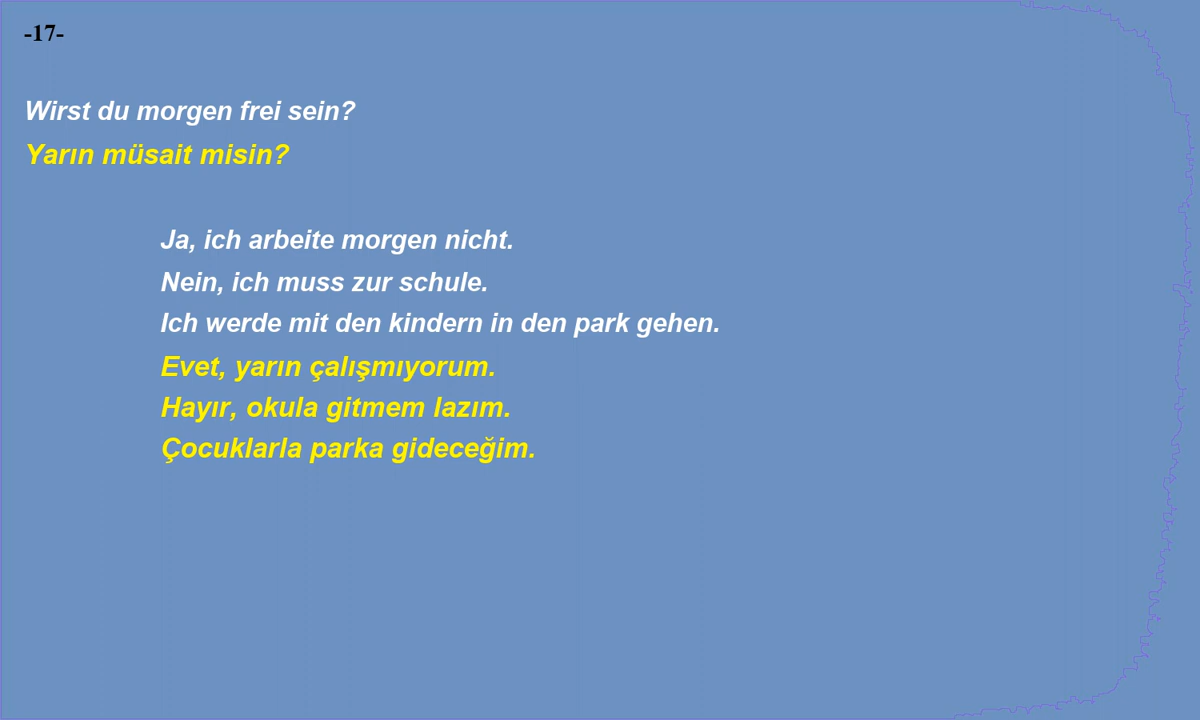 -17-
Wirst du morgen frei sein?
Yarın müsait misin?
Ja, ich arbeite morgen nicht.
Nein, ich muss zur schule.
Ich werde mit den kindern in den park gehen.
Evet, yarın çalışmıyorum.
Hayır, okula gitmem lazım.
Çocuklarla parka gideceğim.